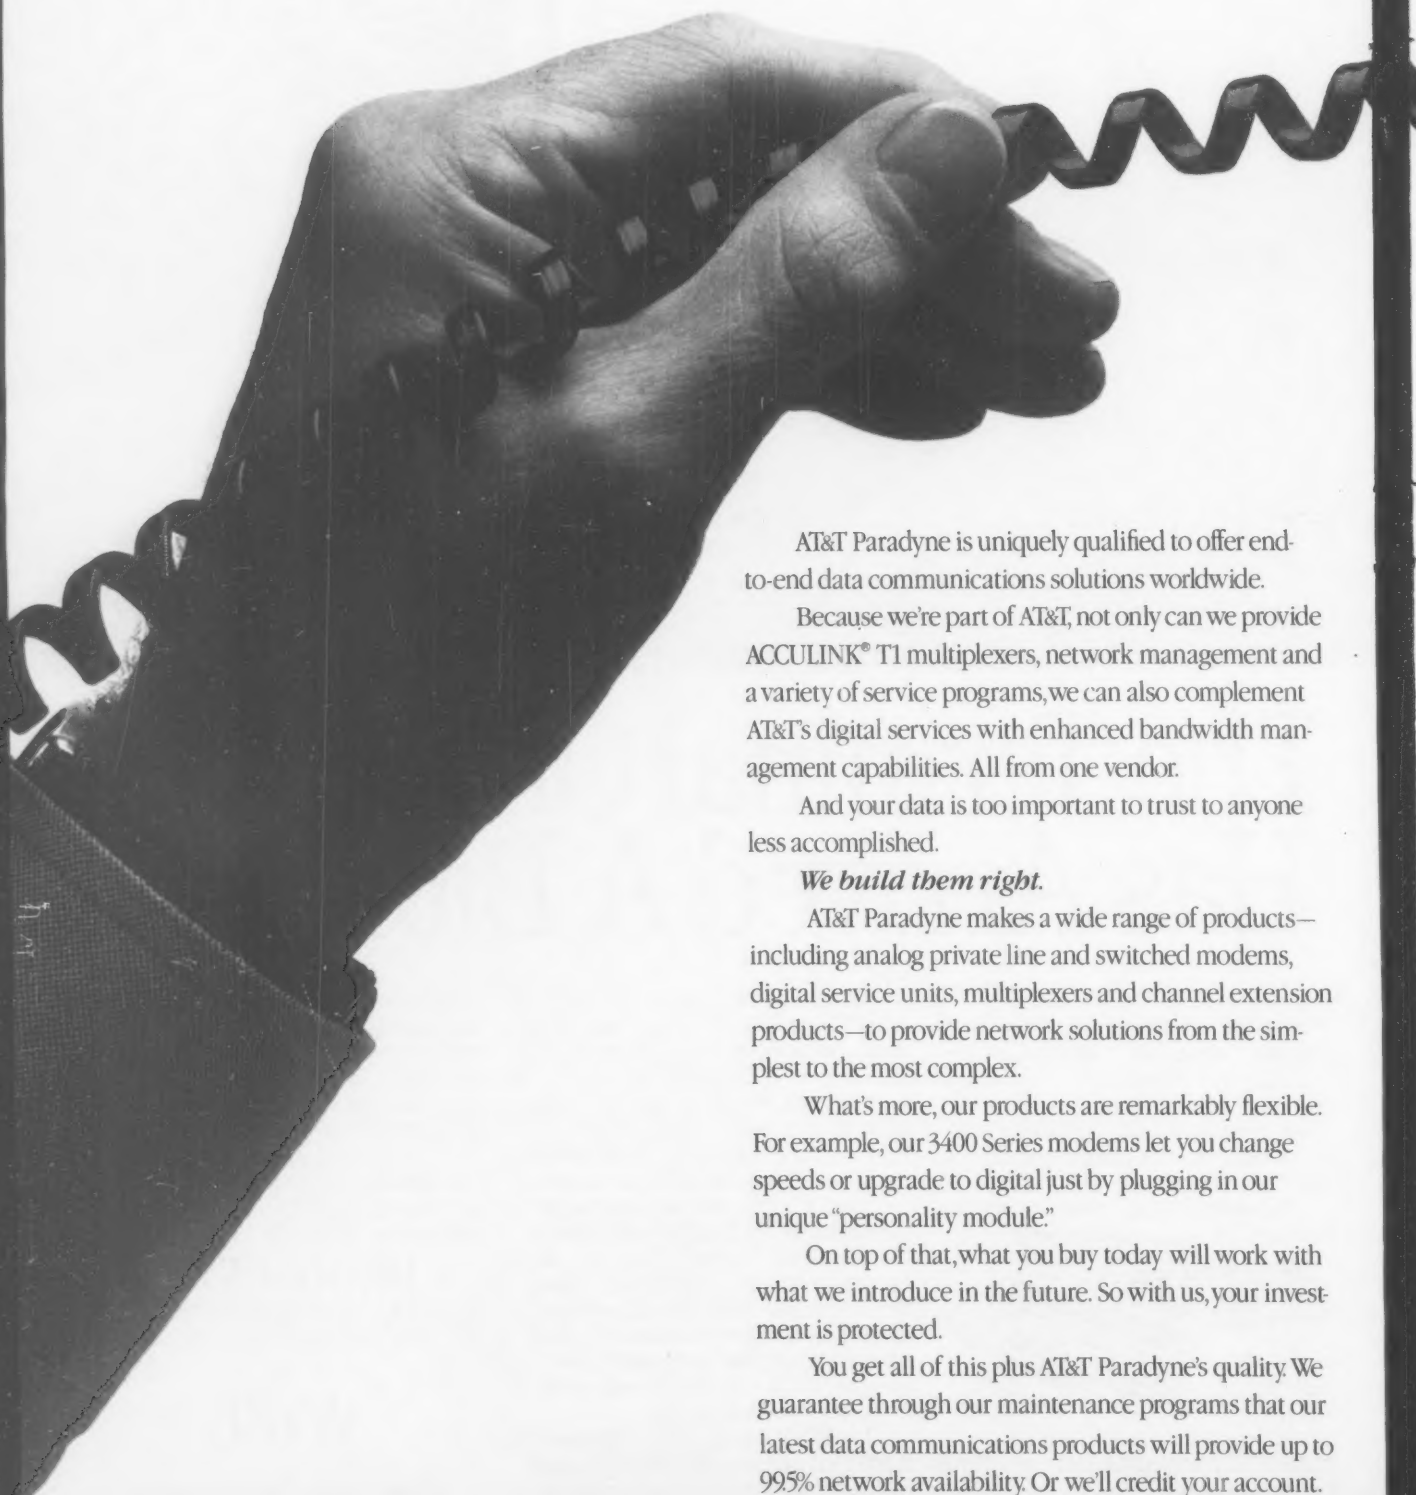 AT&T Paradyne is uniquely qualified to offer end-
to-end data communications solutions worldwide.
Because we're part of AT&T, not only can we provide
ACCULINK® T1 multiplexers, network management and
a variety of service programs, we can also complement
AT&T's digital services with enhanced bandwidth man-
agement capabilities. All from one vendor.
And your data is too important to trust to anyone
less accomplished.
We build them right.
AT&T Paradyne makes a wide range of products—
including analog private line and switched modems,
digital service units, multiplexers and channel extension
products—to provide network solutions from the sim-
plest to the most complex.
What's more, our products are remarkably flexible.
For example, our 3400 Series modems let you change
speeds or upgrade to digital just by plugging in our
unique "personality module."
On top of that, what you buy today will work with
what we introduce in the future. So with us, your invest-
ment is protected.
You get all of this plus AT&T Paradyne's quality. We
guarantee through our maintenance programs that our
latest data communications products will provide up to
99.5% network availability. Or we'll credit your account.